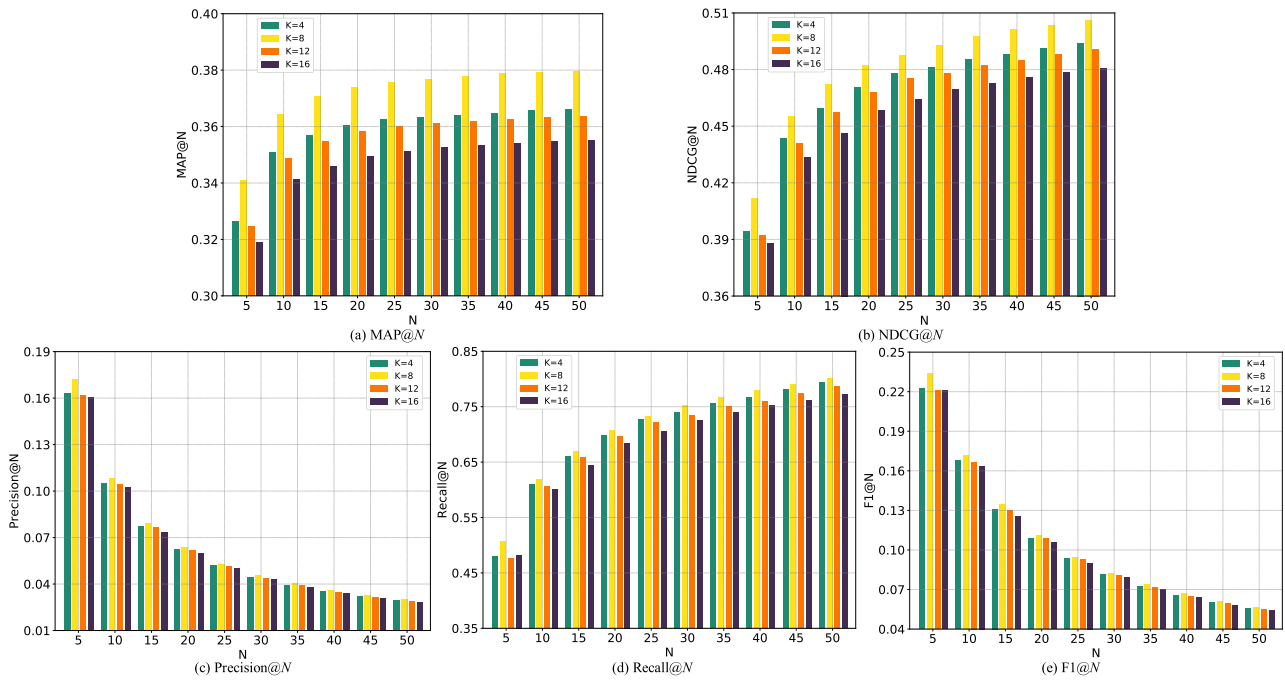 0.40
0.38
0.36
0.34
0.32
0.30
MAP@N
K=4
K=8
K=12
K=16
5 10 15 20 25 30 35 40 45 50
N
(a) MAP@N
0.51
0.48
0.45
0.42
0.39
0.36
NDCG@N
K=4
K=8
K=12
K=16
5 10 15 20 25 30 35 40 45 50
N
(b) NDCG@N
0.19
0.16
0.13
0.10
0.07
0.04
0.01
Precision@N
K=4
K=8
K=12
K=16
5 10 15 20 25 30 35 40 45 50
N
(c) Precision@N
0.85
0.75
0.65
0.55
0.45
0.35
Recall@N
K=4
K=8
K=12
K=16
5 10 15 20 25 30 35 40 45 50
N
(d) Recall@N
0.25
0.22
0.19
0.16
0.13
0.10
0.07
0.04
F1@N
K=4
K=8
K=12
K=16
5 10 15 20 25 30 35 40 45 50
N
(e) F1@N